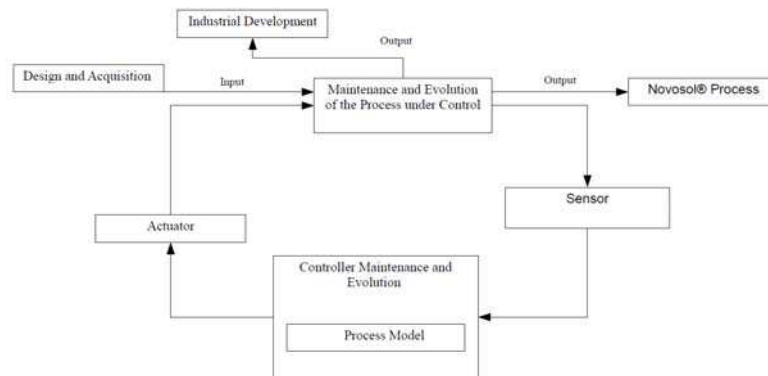 Industrial Development
Output
Design and Acquisition
Input
Maintenance and Evolution
of the Process under Control
Output
Novosol® Process
Sensor
Actuator
Controller Maintenance and
Evolution
Process Model